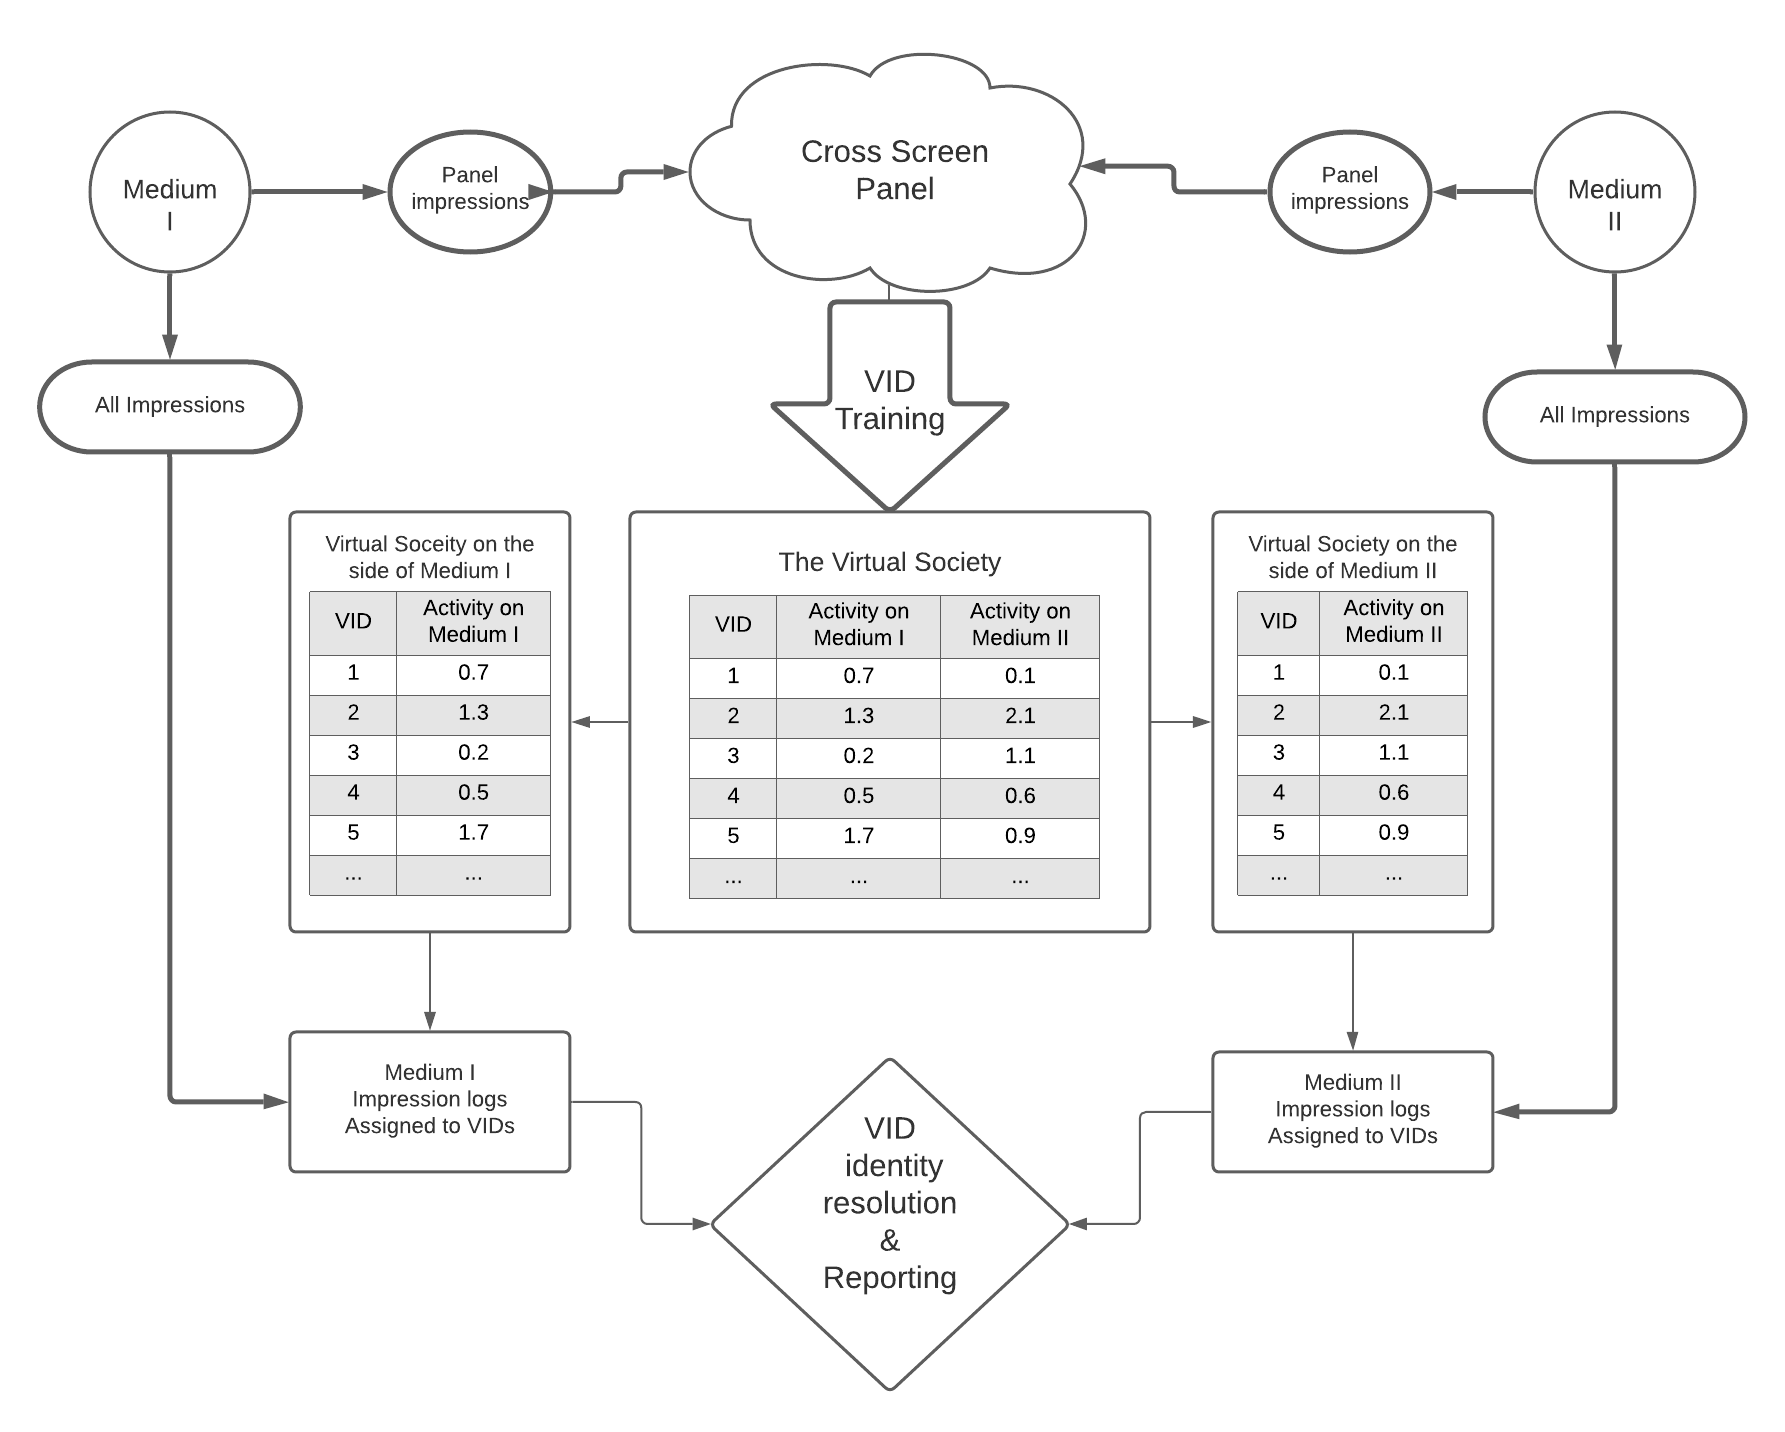 Cross Screen
Panel
Medium
I
Panel
impressions
Panel
impressions
Medium
II
All Impressions
VID
Training
All Impressions
Virtual Soceity on the
side of Medium I
VID
Activity on
Medium I
1 0.7
2 1.3
3 0.2
4 0.5
5 1.7
... ...
The Virtual Society
VID
Activity on
Medium I
Activity on
Medium II
1 0.7 0.1
2 1.3 2.1
3 0.2 1.1
4 0.5 0.6
5 1.7 0.9
... ... ...
Virtual Society on the
side of Medium II
VID
Activity on
Medium II
1 0.1
2 2.1
3 1.1
4 0.6
5 0.9
... ...
Medium I
Impression logs
Assigned to VIDs
VID
identity
resolution
&
Reporting
Medium II
Impression logs
Assigned to VIDs